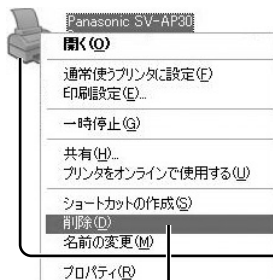 Panasonic SV-AP30
開く(O)
通常使うプリンタに設定(F)
印刷設定(E)...
一時停止(G)
共有(H)...
プリンタをオンラインで使用する(U)
ショートカットの作成(S)
削除(D)
名前の変更(M)
プロパティ(R)